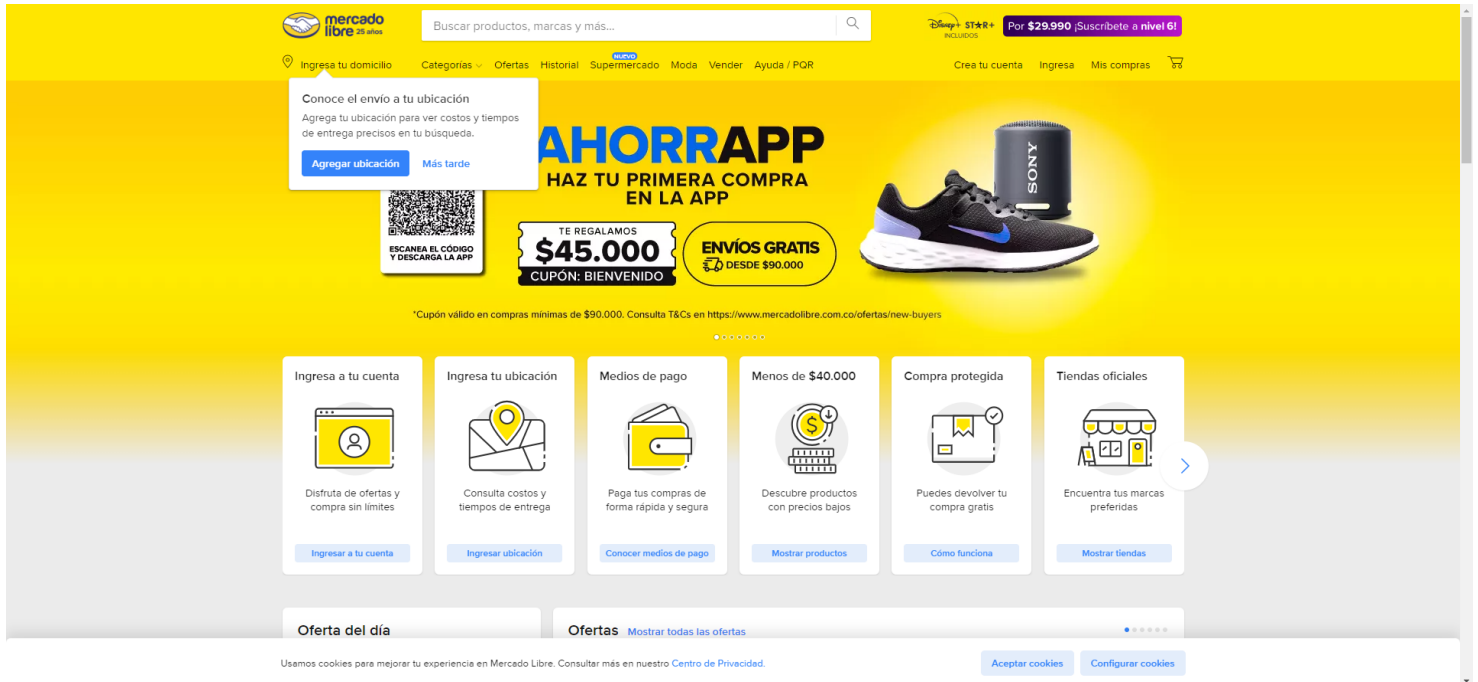 mercado
libre 25 años
Buscar productos, marcas y más...
Disney+ ST★R+
INCLUIDOS
Por $29.990 ¡Suscríbete a nivel 6!
Ingresa tu domicilio
Categorías
Ofertas
Historial
NUEVO
Supermercado
Moda
Vender
Ayuda / PQR
Crea tu cuenta
Ingresa
Mis compras
Conoce el envío a tu ubicación
Agrega tu ubicación para ver costos y tiempos
de entrega precisos en tu búsqueda.
Agregar ubicación
Más tarde
AHORRAPP
HAZ TU PRIMERA COMPRA
EN LA APP
ESCANEA EL CÓDIGO
Y DESCARGA LA APP
TE REGALAMOS
$45.000
CUPÓN: BIENVENIDO
ENVÍOS GRATIS
DESDE $90.000
SONY
*Cupón válido en compras mínimas de $90.000. Consulta T&Cs en https://www.mercadolibre.com.co/ofertas/new-buyers
Ingresa a tu cuenta
Disfruta de ofertas y
compra sin límites
Ingresar a tu cuenta
Ingresa tu ubicación
Consulta costos y
tiempos de entrega
Ingresar ubicación
Medios de pago
Paga tus compras de
forma rápida y segura
Conocer medios de pago
Menos de $40.000
Descubre productos
con precios bajos
Mostrar productos
Compra protegida
Puedes devolver tu
compra gratis
Cómo funciona
Tiendas oficiales
Encuentra tus marcas
preferidas
Mostrar tiendas
Oferta del día
Ofertas Mostrar todas las ofertas
Usamos cookies para mejorar tu experiencia en Mercado Libre. Consultar más en nuestro Centro de Privacidad.
Aceptar cookies
Configurar cookies